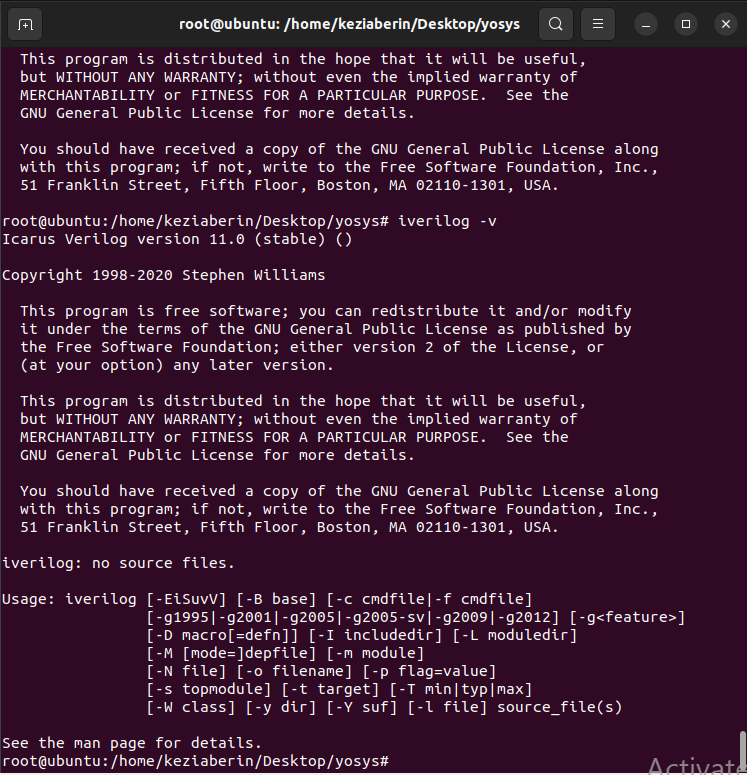 root@ubuntu: /home/keziaberin/Desktop/yosys
  This program is distributed in the hope that it will be useful,
  but WITHOUT ANY WARRANTY; without even the implied warranty of
  MERCHANTABILITY or FITNESS FOR A PARTICULAR PURPOSE.  See the
  GNU General Public License for more details.

  You should have received a copy of the GNU General Public License along
  with this program; if not, write to the Free Software Foundation, Inc.,
  51 Franklin Street, Fifth Floor, Boston, MA 02110-1301, USA.

root@ubuntu:/home/keziaberin/Desktop/yosys# iverilog -v
Icarus Verilog version 11.0 (stable) ()

Copyright 1998-2020 Stephen Williams

  This program is free software; you can redistribute it and/or modify
  it under the terms of the GNU General Public License as published by
  the Free Software Foundation; either version 2 of the License, or
  (at your option) any later version.

  This program is distributed in the hope that it will be useful,
  but WITHOUT ANY WARRANTY; without even the implied warranty of
  MERCHANTABILITY or FITNESS FOR A PARTICULAR PURPOSE.  See the
  GNU General Public License for more details.

  You should have received a copy of the GNU General Public License along
  with this program; if not, write to the Free Software Foundation, Inc.,
  51 Franklin Street, Fifth Floor, Boston, MA 02110-1301, USA.

iverilog: no source files.

Usage: iverilog [-EiSuvV] [-B base] [-c cmdfile|-f cmdfile]
                [-g1995|-g2001|-g2005|-g2005-sv|-g2009|-g2012] [-g<feature>]
                [-D macro[=defn]] [-I includedir] [-L moduledir]
                [-M [mode=]depfile] [-m module]
                [-N file] [-o filename] [-p flag=value]
                [-s topmodule] [-t target] [-T min|typ|max]
                [-W class] [-y dir] [-Y suf] [-l file] source_file(s)

See the man page for details.
root@ubuntu:/home/keziaberin/Desktop/yosys#
Activate